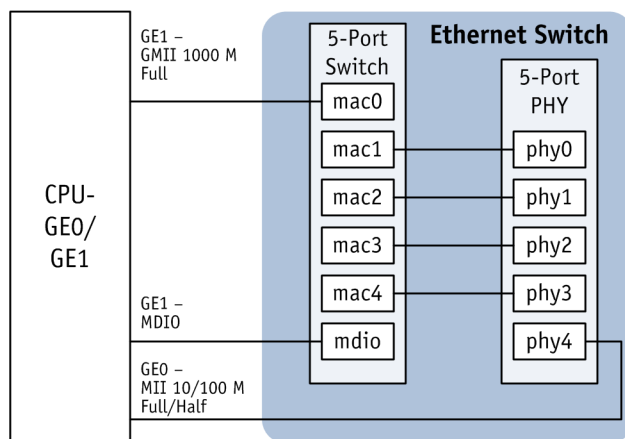 CPU-
GE0/
GE1
GE1 –
GMII 1000 M
Full
GE1 –
MDIO
GE0 –
MII 10/100 M
Full/Half
Ethernet Switch
5-Port
Switch
mac0
mac1
mac2
mac3
mac4
mdio
5-Port
PHY
phy0
phy1
phy2
phy3
phy4